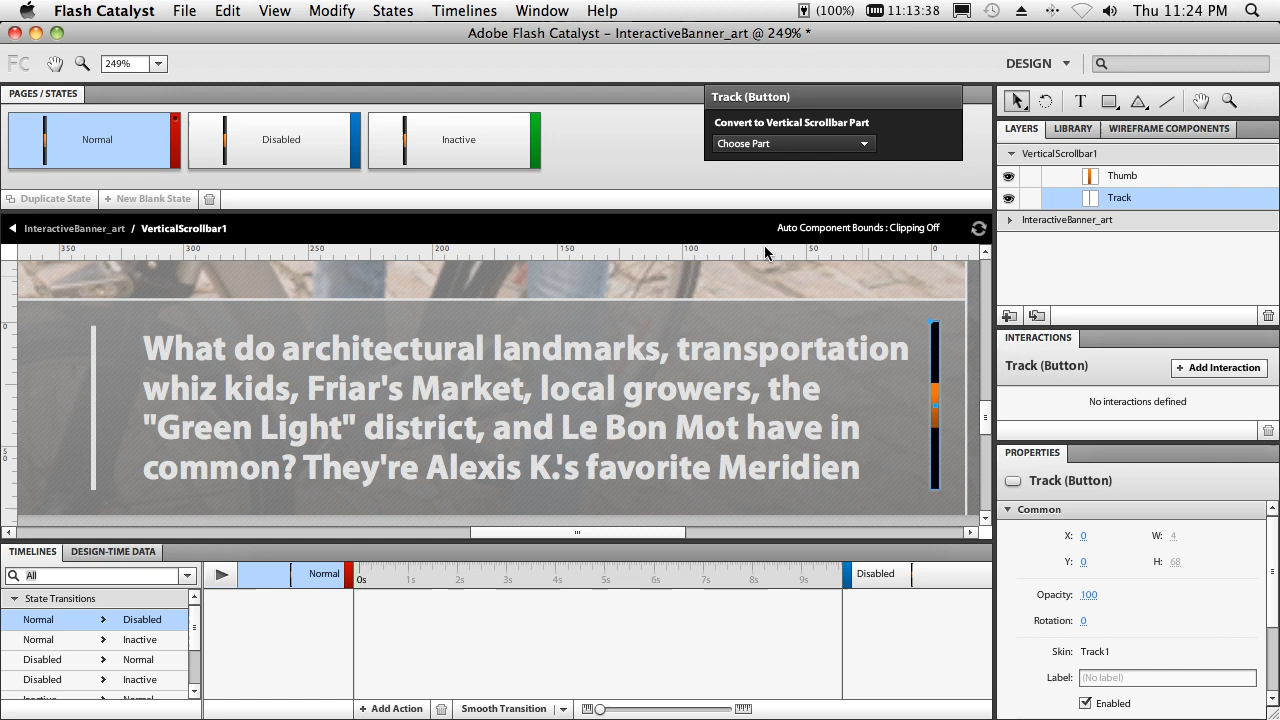 Flash Catalyst File Edit View Modify States Timelines Window Help (100%) 11:13:38 Thu 11:24 PM
Adobe Flash Catalyst – InteractiveBanner_art @ 249% *
FC 249% DESIGN
PAGES / STATES
Normal Disabled Inactive
Track (Button)
Convert to Vertical Scrollbar Part
Choose Part
Duplicate State + New Blank State
InteractiveBanner_art / VerticalScrollbar1 Auto Component Bounds : Clipping Off
350 300 250 200 150 100 50 0
0
50
What do architectural landmarks, transportation
whiz kids, Friar's Market, local growers, the
"Green Light" district, and Le Bon Mot have in
common? They're Alexis K.'s favorite Meridien
LAYERS LIBRARY WIREFRAME COMPONENTS
VerticalScrollbar1
Thumb
Track
InteractiveBanner_art
INTERACTIONS
Track (Button) + Add Interaction
No interactions defined
PROPERTIES
Track (Button)
Common
X: 0 W: 4
Y: 0 H: 68
Opacity: 100
Rotation: 0
Skin: Track1
Label: (No label)
Enabled
TIMELINES DESIGN-TIME DATA
All
State Transitions
Normal Disabled
Normal Inactive
Disabled Normal
Disabled Inactive
Normal 0s 1s 2s 3s 4s 5s 6s 7s 8s 9s Disabled
+ Add Action Smooth Transition